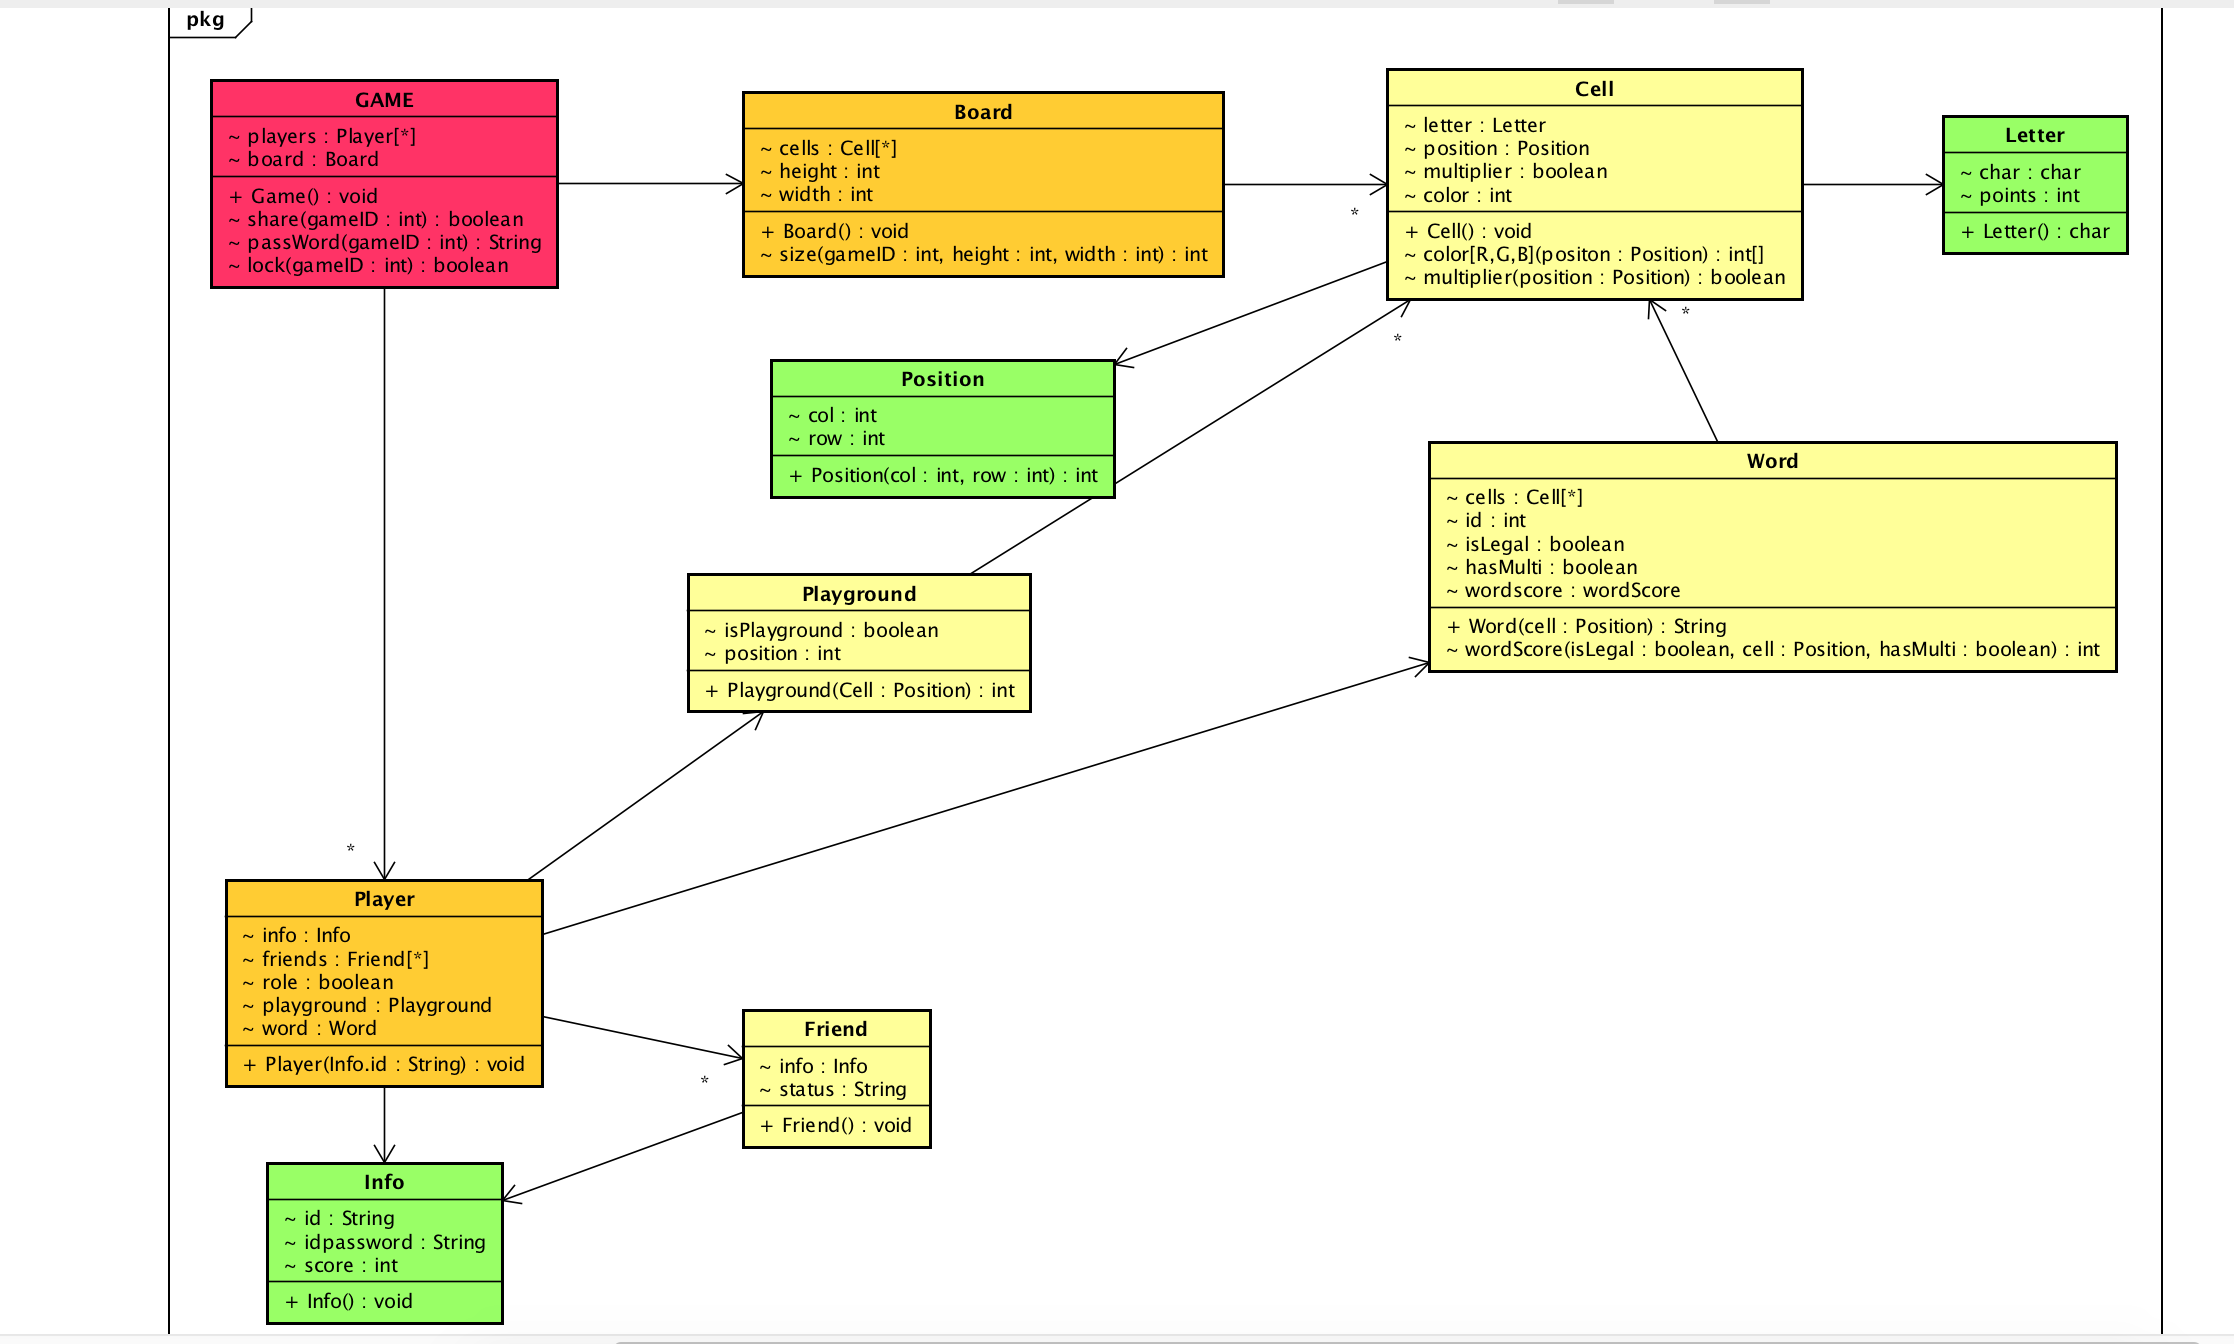 pkg
GAME
~ players : Player[*]
~ board : Board
+ Game() : void
~ share(gameID : int) : boolean
~ passWord(gameID : int) : String
~ lock(gameID : int) : boolean
Board
~ cells : Cell[*]
~ height : int
~ width : int
+ Board() : void
~ size(gameID : int, height : int, width : int) : int
Cell
~ letter : Letter
~ position : Position
~ multiplier : boolean
~ color : int
+ Cell() : void
~ color[R,G,B](positon : Position) : int[]
~ multiplier(position : Position) : boolean
Letter
~ char : char
~ points : int
+ Letter() : char
*
*
*
Position
~ col : int
~ row : int
+ Position(col : int, row : int) : int
Word
~ cells : Cell[*]
~ id : int
~ isLegal : boolean
~ hasMulti : boolean
~ wordscore : wordScore
+ Word(cell : Position) : String
~ wordScore(isLegal : boolean, cell : Position, hasMulti : boolean) : int
Playground
~ isPlayground : boolean
~ position : int
+ Playground(Cell : Position) : int
*
Player
~ info : Info
~ friends : Friend[*]
~ role : boolean
~ playground : Playground
~ word : Word
+ Player(Info.id : String) : void
*
Friend
~ info : Info
~ status : String
+ Friend() : void
Info
~ id : String
~ idpassword : String
~ score : int
+ Info() : void